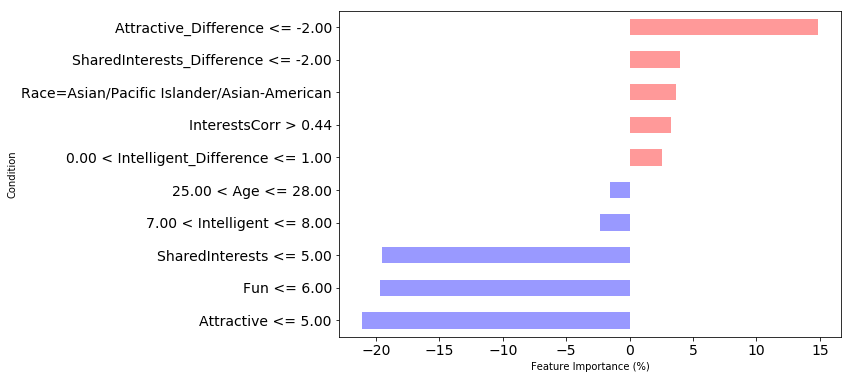 Attractive_Difference <= -2.00
SharedInterests_Difference <= -2.00
Race=Asian/Pacific Islander/Asian-American
InterestsCorr > 0.44
0.00 < Intelligent_Difference <= 1.00
25.00 < Age <= 28.00
7.00 < Intelligent <= 8.00
SharedInterests <= 5.00
Fun <= 6.00
Attractive <= 5.00
Condition
−20 −15 −10 −5 0 5 10 15
Feature Importance (%)